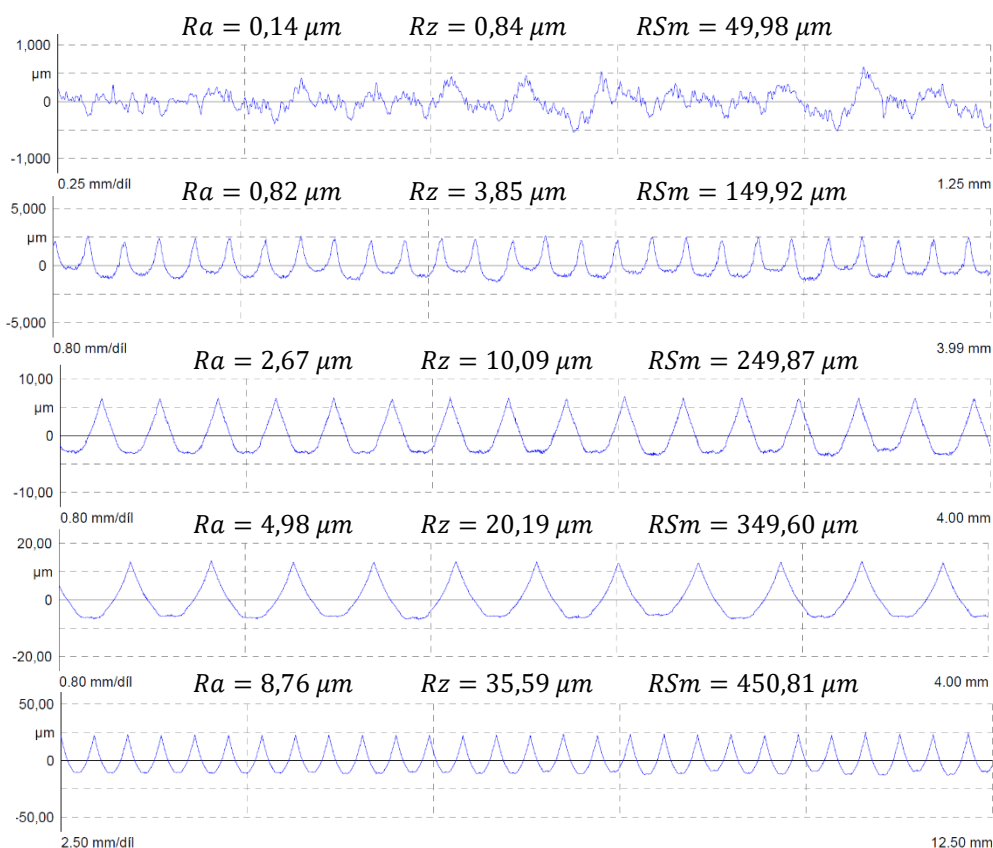 Ra = 0,14 μm Rz = 0,84 μm RSm = 49,98 μm
1,000
μm
0
-1,000
0.25 mm/díl 1.25 mm
Ra = 0,82 μm Rz = 3,85 μm RSm = 149,92 μm
5,000
μm
0
-5,000
0.80 mm/díl 3.99 mm
Ra = 2,67 μm Rz = 10,09 μm RSm = 249,87 μm
10,00
μm
0
-10,00
0.80 mm/díl 4.00 mm
Ra = 4,98 μm Rz = 20,19 μm RSm = 349,60 μm
20,00
μm
0
-20,00
0.80 mm/díl 4.00 mm
Ra = 8,76 μm Rz = 35,59 μm RSm = 450,81 μm
50,00
μm
0
-50,00
2.50 mm/díl 12.50 mm